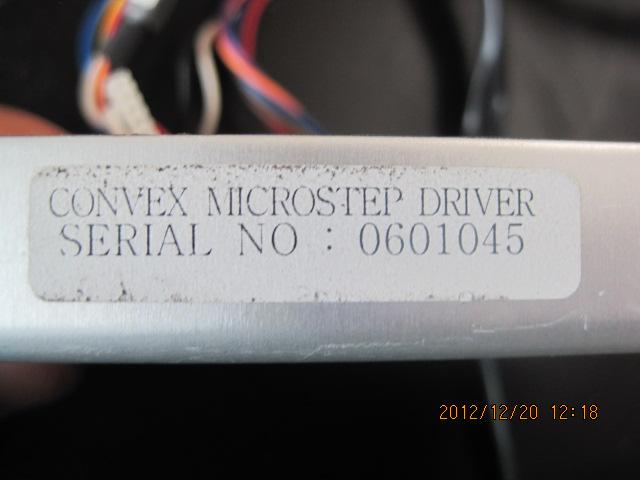 CONVEX MICROSTEP DRIVER
SERIAL NO : 0601045
2012/12/20 12:18